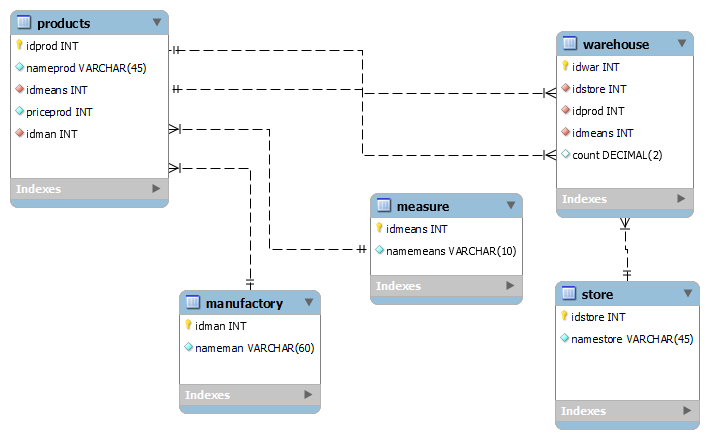 products
idprod INT
nameprod VARCHAR(45)
idmeans INT
priceprod INT
idman INT
Indexes
warehouse
idwar INT
idstore INT
idprod INT
idmeans INT
count DECIMAL(2)
Indexes
measure
idmeans INT
namemeans VARCHAR(10)
Indexes
manufactory
idman INT
nameman VARCHAR(60)
Indexes
store
idstore INT
namestore VARCHAR(45)
Indexes